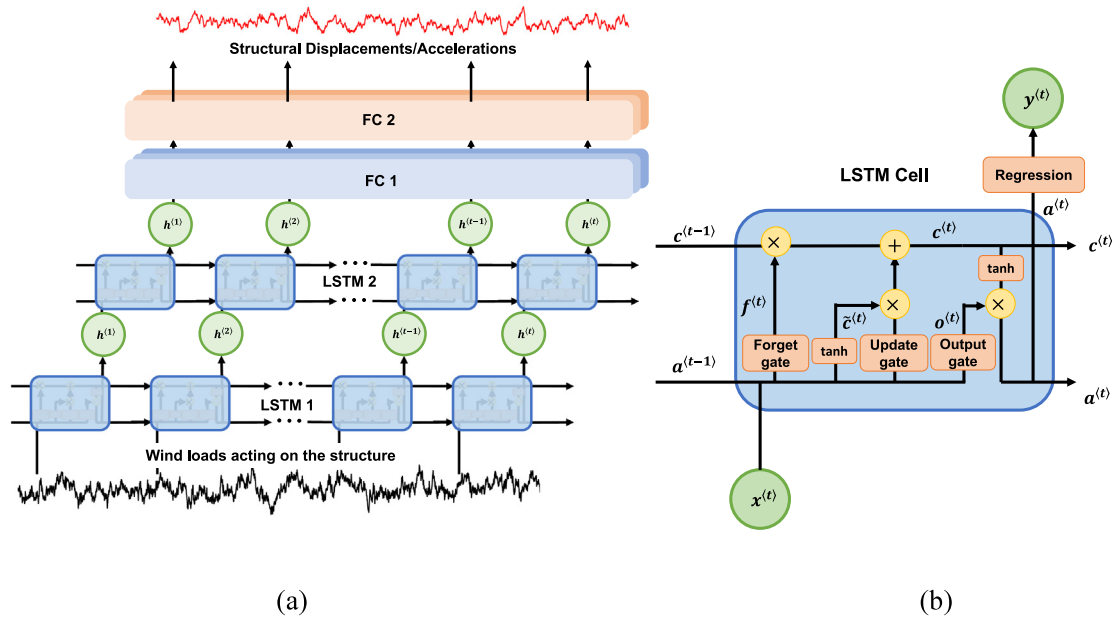 Structural Displacements/Accelerations
FC 2
FC 1
h⟨1⟩ h⟨2⟩ h⟨t−1⟩ h⟨t⟩
LSTM 2
h⟨1⟩ h⟨2⟩ h⟨t−1⟩ h⟨t⟩
LSTM 1
Wind loads acting on the structure
(a)
y⟨t⟩
LSTM Cell
Regression
a⟨t⟩
c⟨t−1⟩ c⟨t⟩ c⟨t⟩
× +
tanh
f⟨t⟩ c̃⟨t⟩ × o⟨t⟩ ×
Forget gate
tanh
Update gate
Output gate
a⟨t−1⟩ a⟨t⟩
x⟨t⟩
(b)